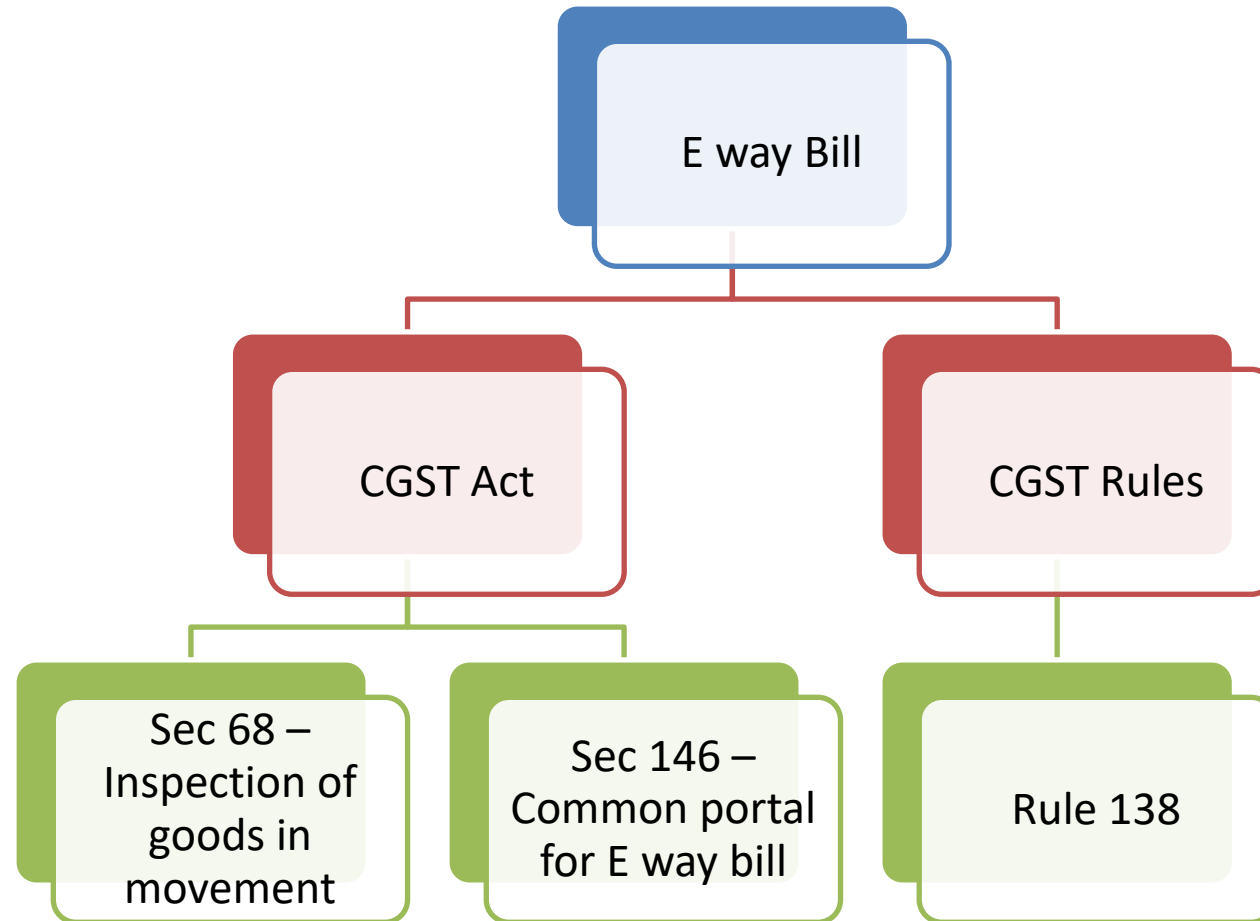 E way Bill
CGST Act
CGST Rules
Sec 68 –
Inspection of
goods in
movement
Sec 146 –
Common portal
for E way bill
Rule 138